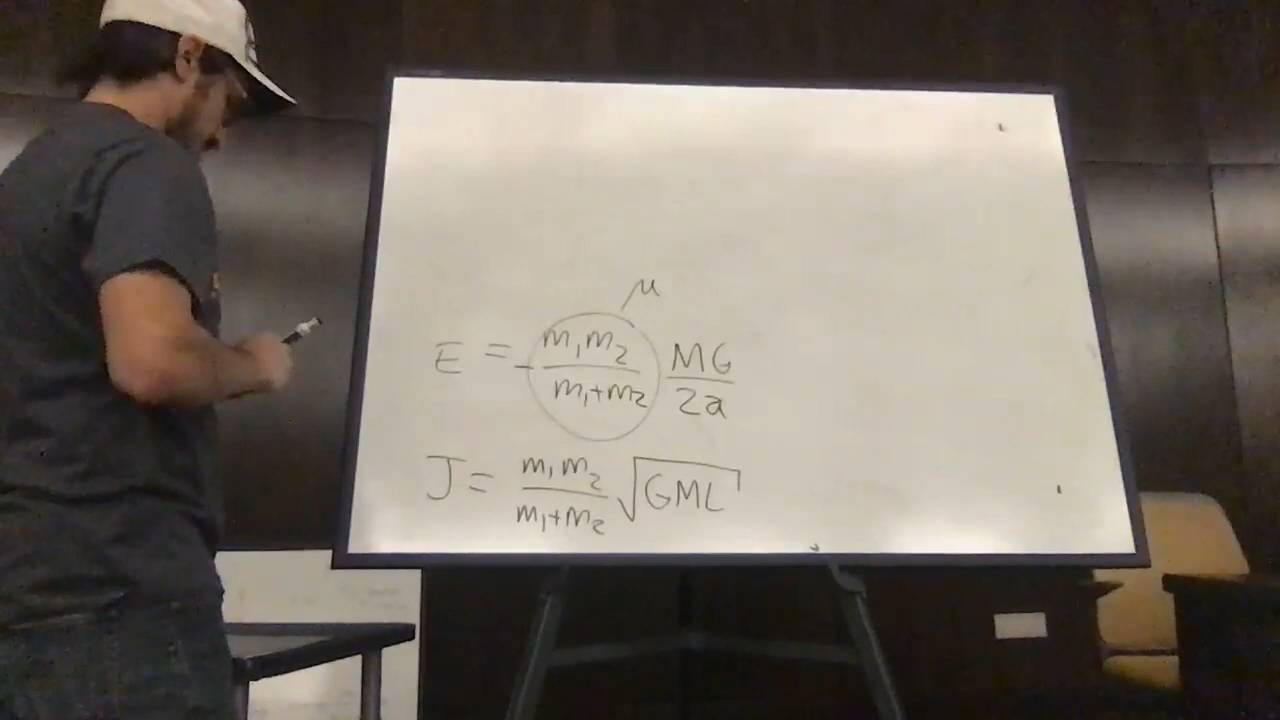 μ
E = - m₁m₂ / m₁+m₂ MG / 2a
J = m₁m₂ / m₁+m₂ √GML